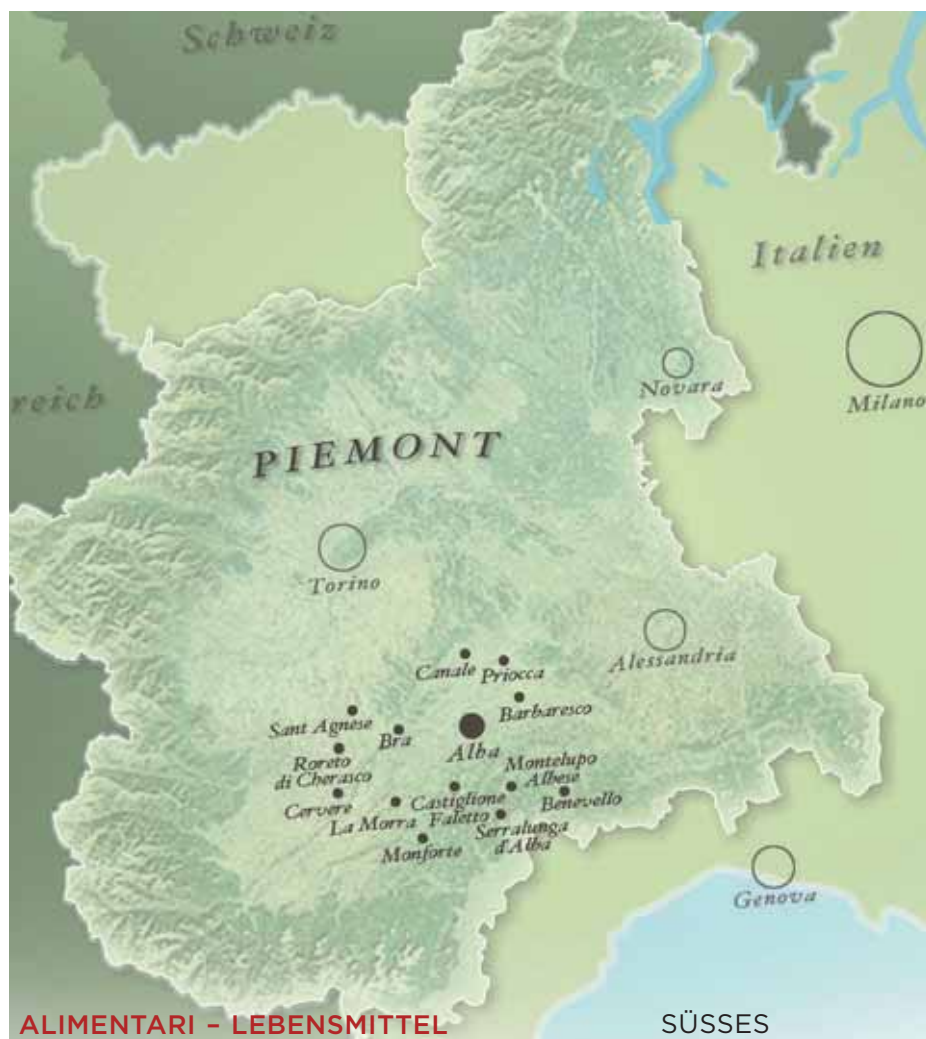 Schweiz
Italien
Novara
Milano
reich
PIEMONT
Torino
Alessandria
Canale
Priocca
Barbaresco
Sant Agnese
Bra
Alba
Roreto
di Cherasco
Montelupo
Albese
Cervere
La Morra
Castiglione
Faletto
Benevello
Serralunga
d'Alba
Monforte
Genova
ALIMENTARI – LEBENSMITTEL
SÜSSES